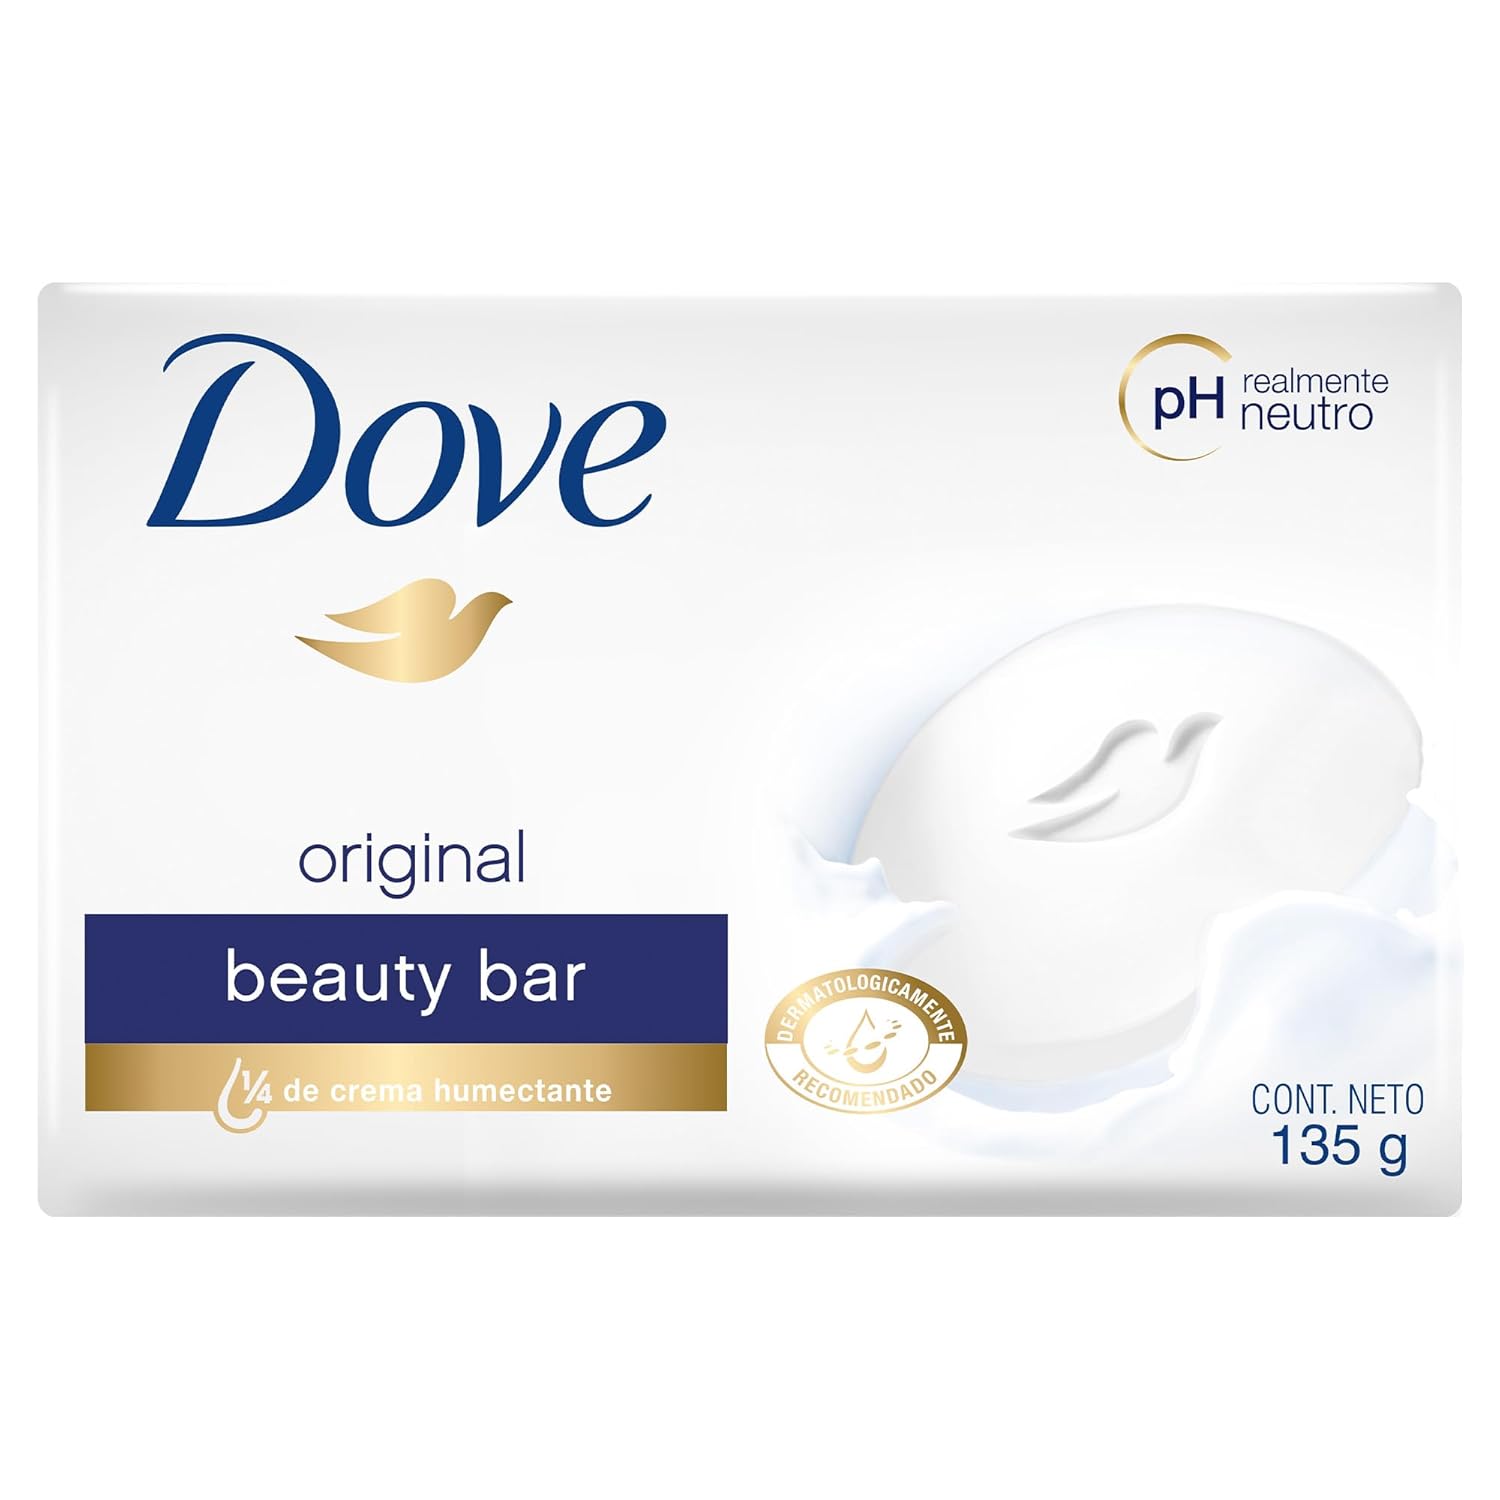 Dove
pH realmente
neutro
original
beauty bar
¼ de crema humectante
DERMATOLOGICAMENTE
RECOMENDADO
CONT. NETO
135 g